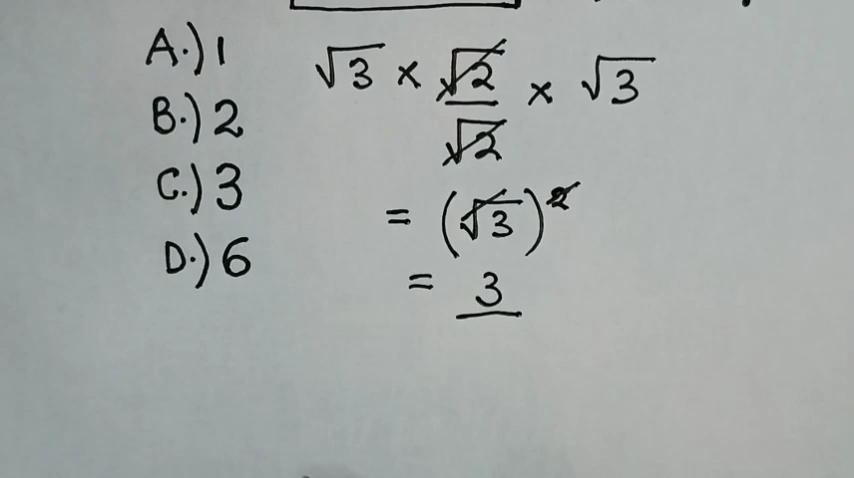 A.) 1
B.) 2
C.) 3
D.) 6
√3 × √2/√2 × √3
= (√3)²
= 3